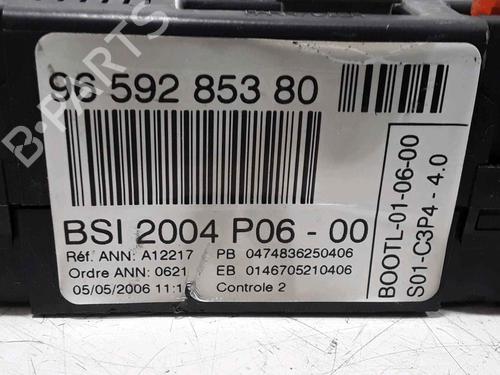 96 592 853 80
BSI 2004 P06 - 00
Réf. ANN: A12217 PB 0474836250406
Ordre ANN: 0621 EB 0146705210406
05/05/2006 11:1 Controle 2
BOOTL-01-06-00
S01-C3P4 - 4.0
B-PARTS